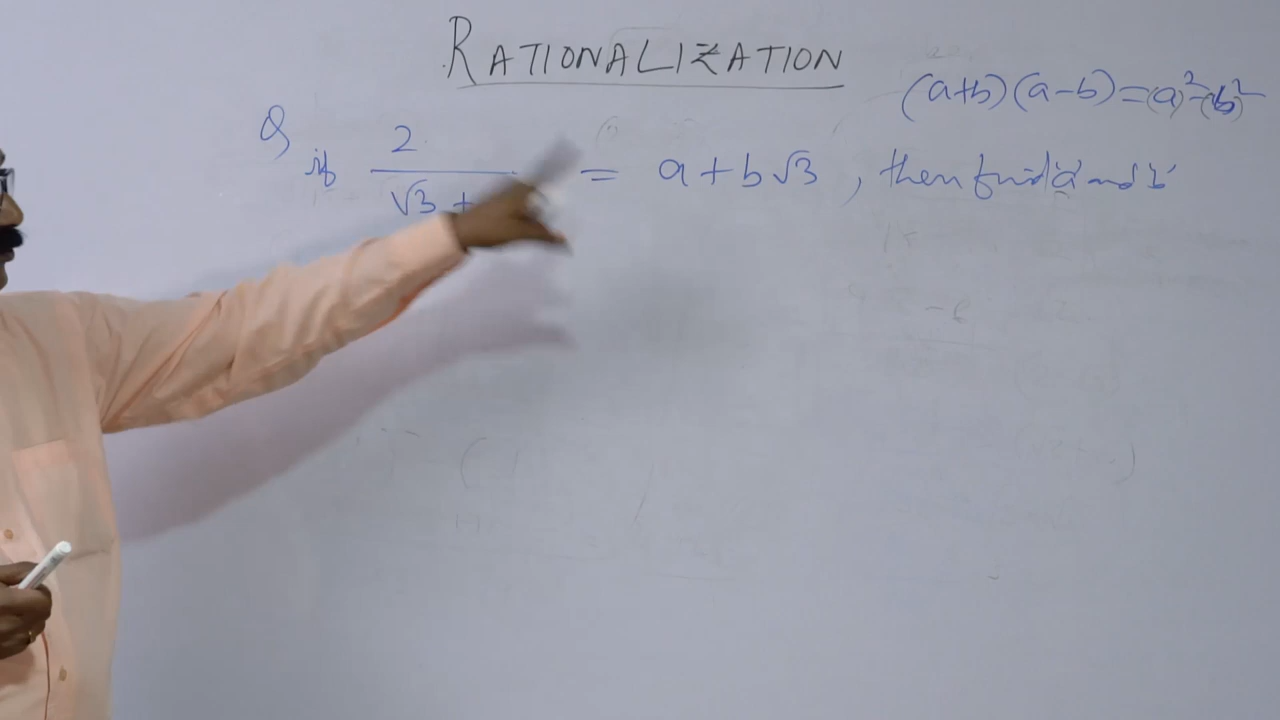 RATIONALIZATION
(a+b)(a-b)=(a)²-(b)²
Q if 2/(√3 + = a+b√3, then find 'a' and 'b'